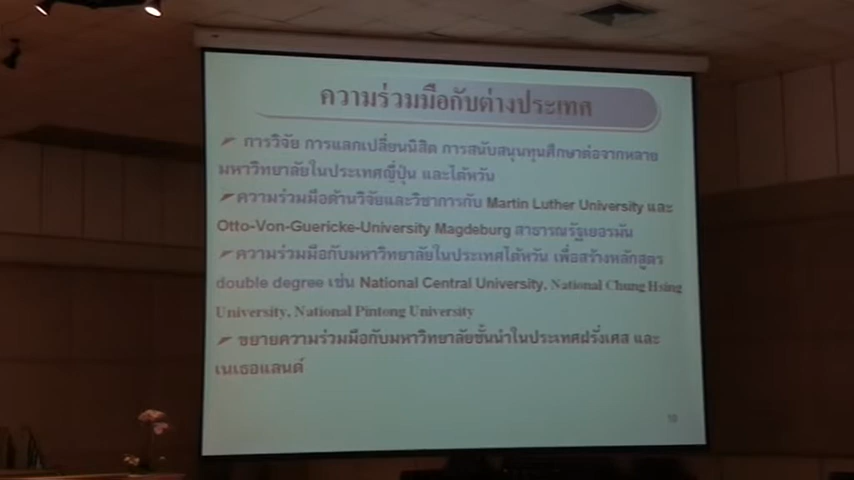 ความร่วมมือกับต่างประเทศ
การวิจัย การแลกเปลี่ยนนิสิต การสนับสนุนทุนศึกษาต่อจากหลาย
มหาวิทยาลัยในประเทศญี่ปุ่น และไต้หวัน
ความร่วมมือด้านวิจัยและวิชาการกับ Martin Luther University และ
Otto-Von-Guericke-University Magdeburg สาธารณรัฐเยอรมัน
ความร่วมมือกับมหาวิทยาลัยในประเทศไต้หวัน เพื่อสร้างหลักสูตร
double degree เช่น National Central University, National Chung Hsing
University, National Pintong University
ขยายความร่วมมือกับมหาวิทยาลัยชั้นนำในประเทศฝรั่งเศส และ
เนเธอแลนด์